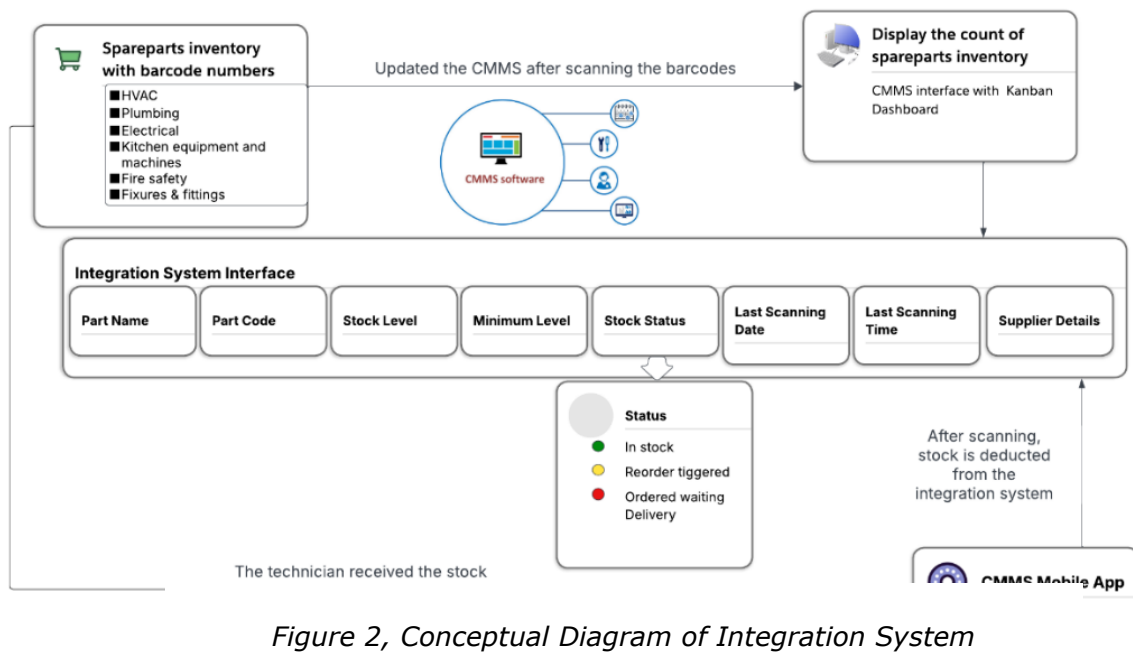 Spareparts inventory
with barcode numbers
■HVAC
■Plumbing
■Electrical
■Kitchen equipment and
machines
■Fire safety
■Fixures & fittings
Updated the CMMS after scanning the barcodes
CMMS software
Display the count of
spareparts inventory
CMMS interface with Kanban
Dashboard
Integration System Interface
Part Name
Part Code
Stock Level
Minimum Level
Stock Status
Last Scanning
Date
Last Scanning
Time
Supplier Details
Status
In stock
Reorder tiggered
Ordered waiting
Delivery
After scanning,
stock is deducted
from the
integration system
The technician received the stock
CMMS Mobile App
Figure 2, Conceptual Diagram of Integration System